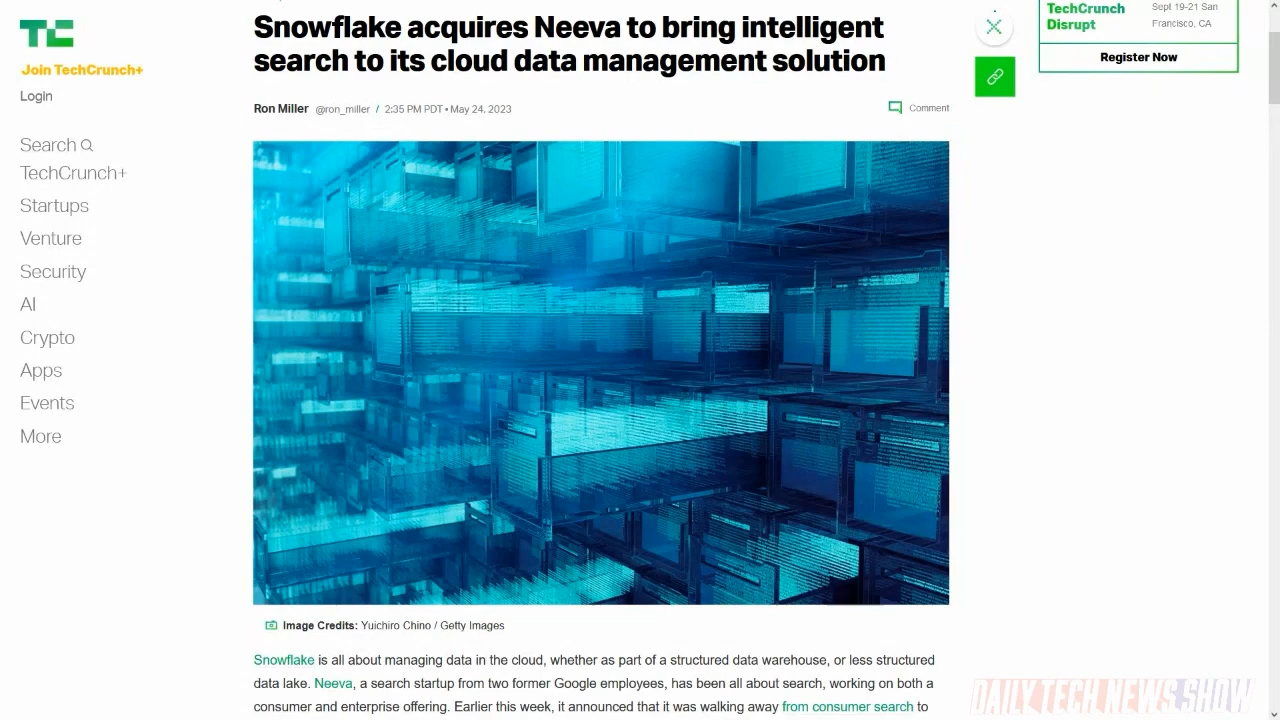 TC
Join TechCrunch+
Login
Search
TechCrunch+
Startups
Venture
Security
AI
Crypto
Apps
Events
More
Snowflake acquires Neeva to bring intelligent
search to its cloud data management solution
Ron Miller @ron_miller / 2:35 PM PDT • May 24, 2023
Comment
Image Credits: Yuichiro Chino / Getty Images
Snowflake is all about managing data in the cloud, whether as part of a structured data warehouse, or less structured
data lake. Neeva, a search startup from two former Google employees, has been all about search, working on both a
consumer and enterprise offering. Earlier this week, it announced that it was walking away from consumer search to
TechCrunch
Disrupt
Sept 19-21 San
Francisco, CA
Register Now
DAILY TECH NEWS SHOW